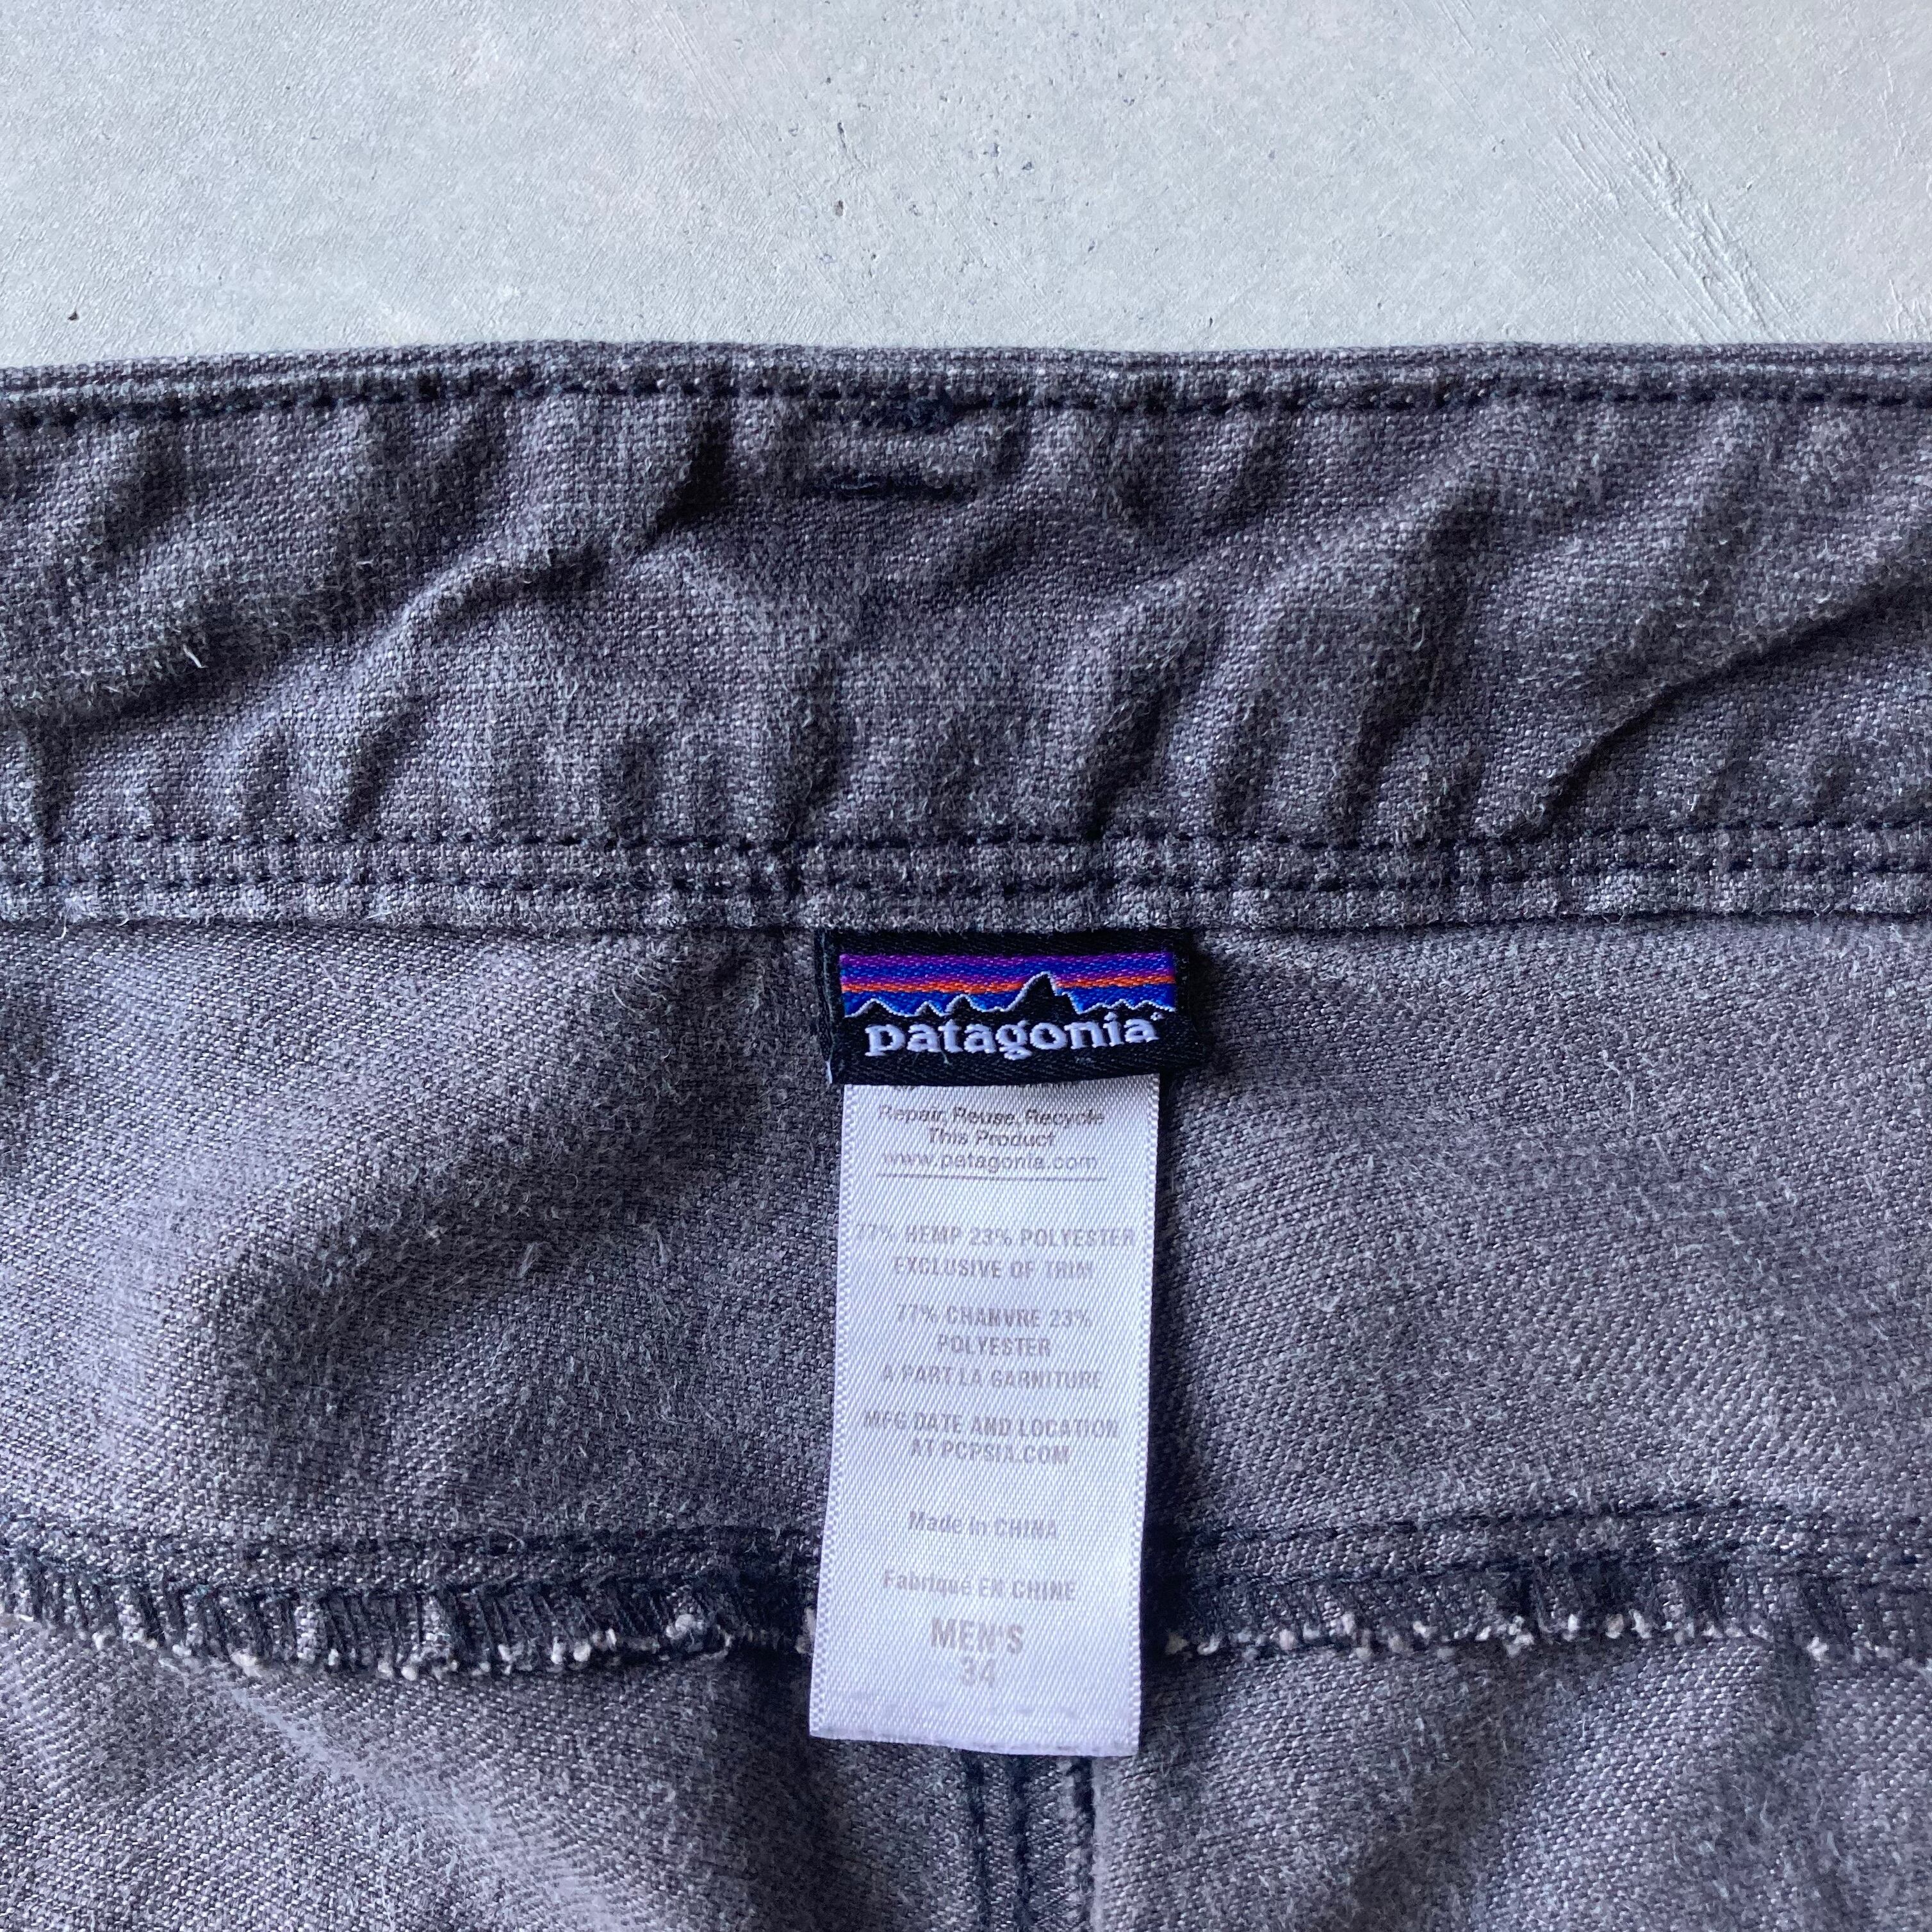 patagonia
Repair, Reuse, Recycle
This Product
www.patagonia.com
77% HEMP 23% POLYESTER
EXCLUSIVE OF TRIM
77% CHANVRE 23%
POLYESTER
A PART LA GARNITURE
MFG DATE AND LOCATION
AT PCPSIA.COM
Made in CHINA
Fabriqué EN CHINE
MEN'S
34